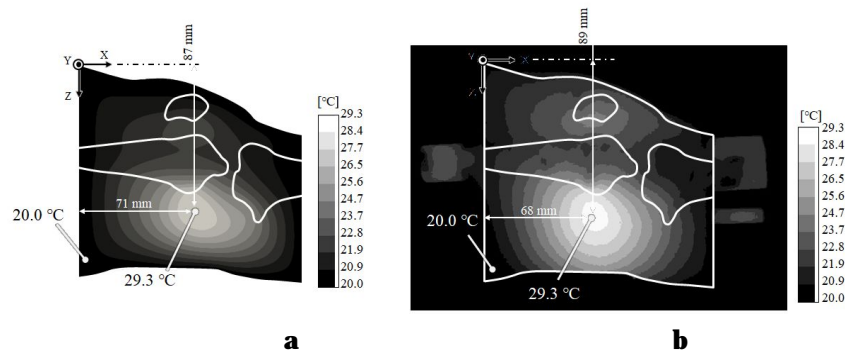 87 mm
Y
X
Z
[°C]
29.3
28.4
27.7
26.5
25.6
24.7
23.7
22.8
21.9
20.9
20.0
71 mm
20.0 °C
29.3 °C
a
89 mm
Y
X
Z
[°C]
29.3
28.4
27.7
26.5
25.6
24.7
23.7
22.8
21.9
20.9
20.0
68 mm
20.0 °C
29.3 °C
b